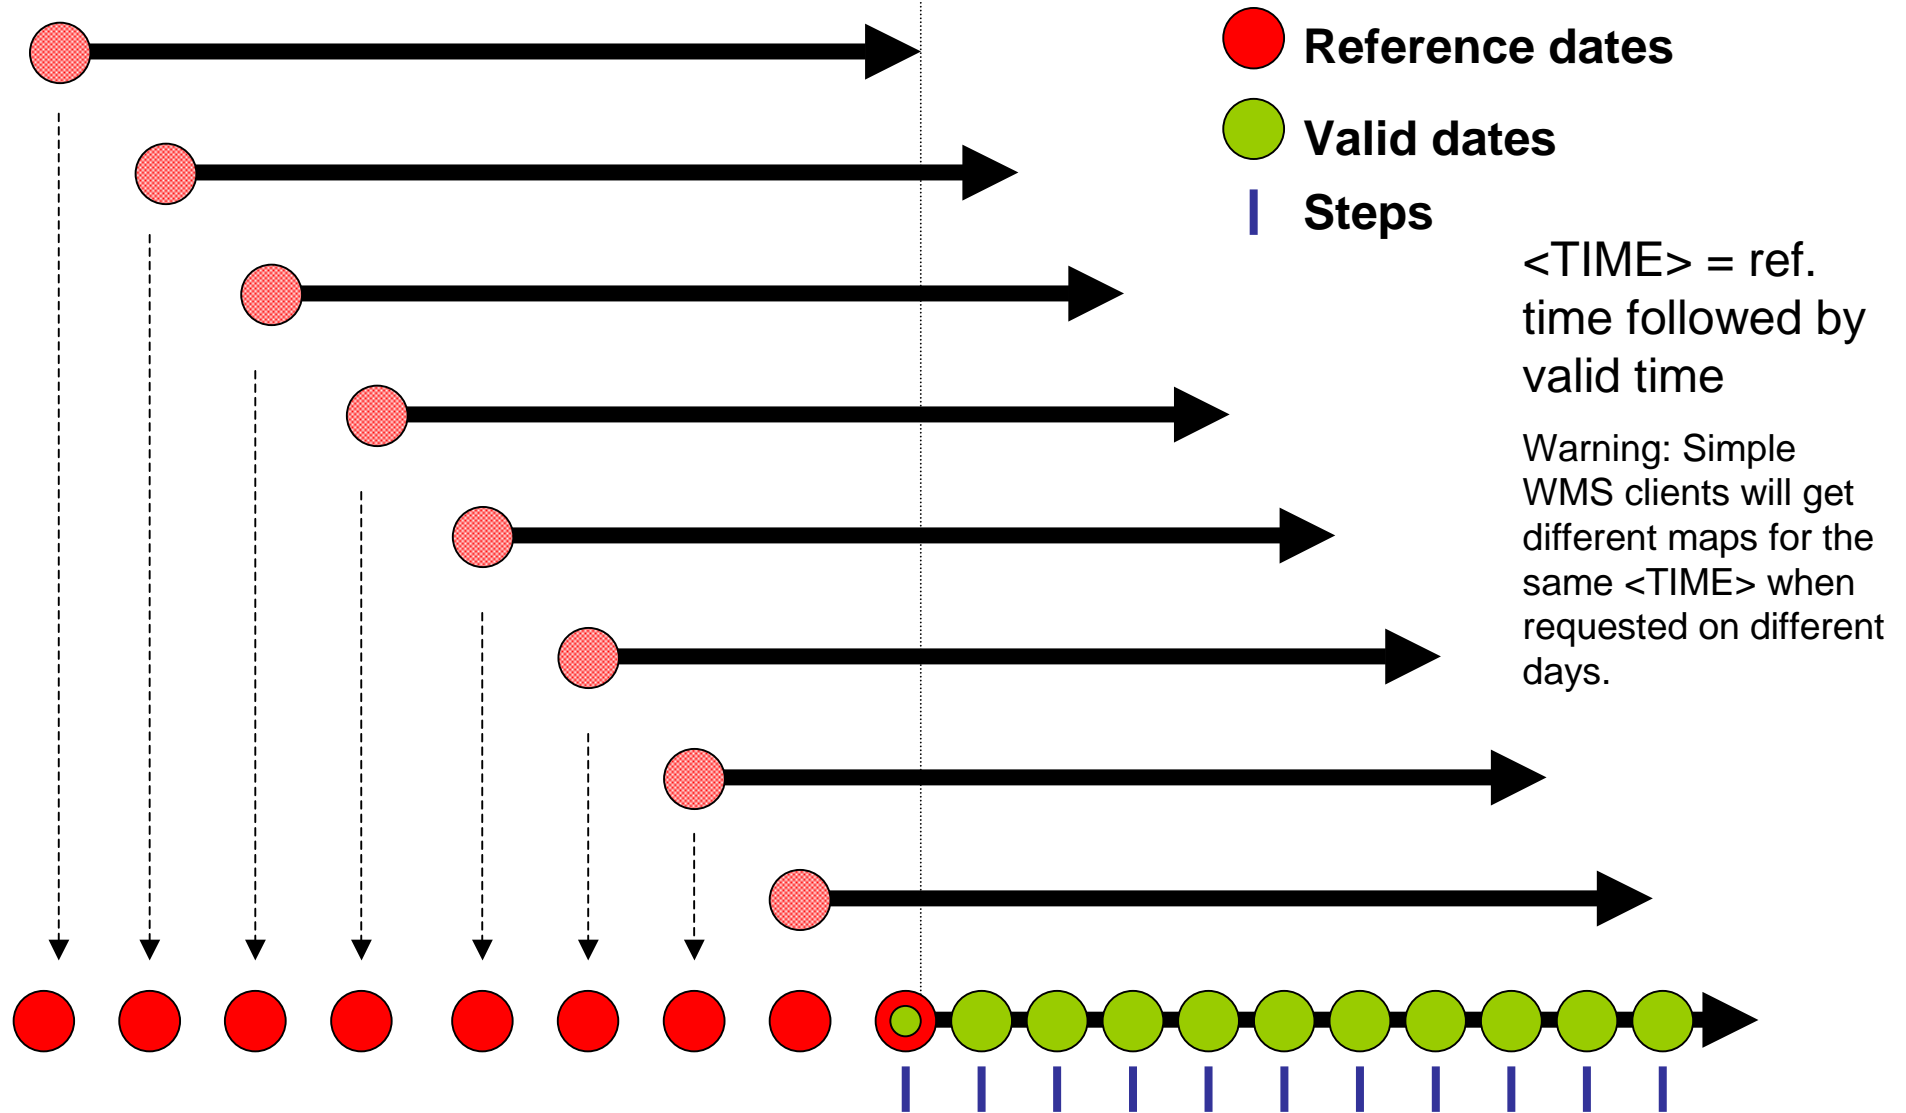 Reference dates
Valid dates
Steps
<TIME> = ref.
time followed by
valid time
Warning: Simple
WMS clients will get
different maps for the
same <TIME> when
requested on different
days.